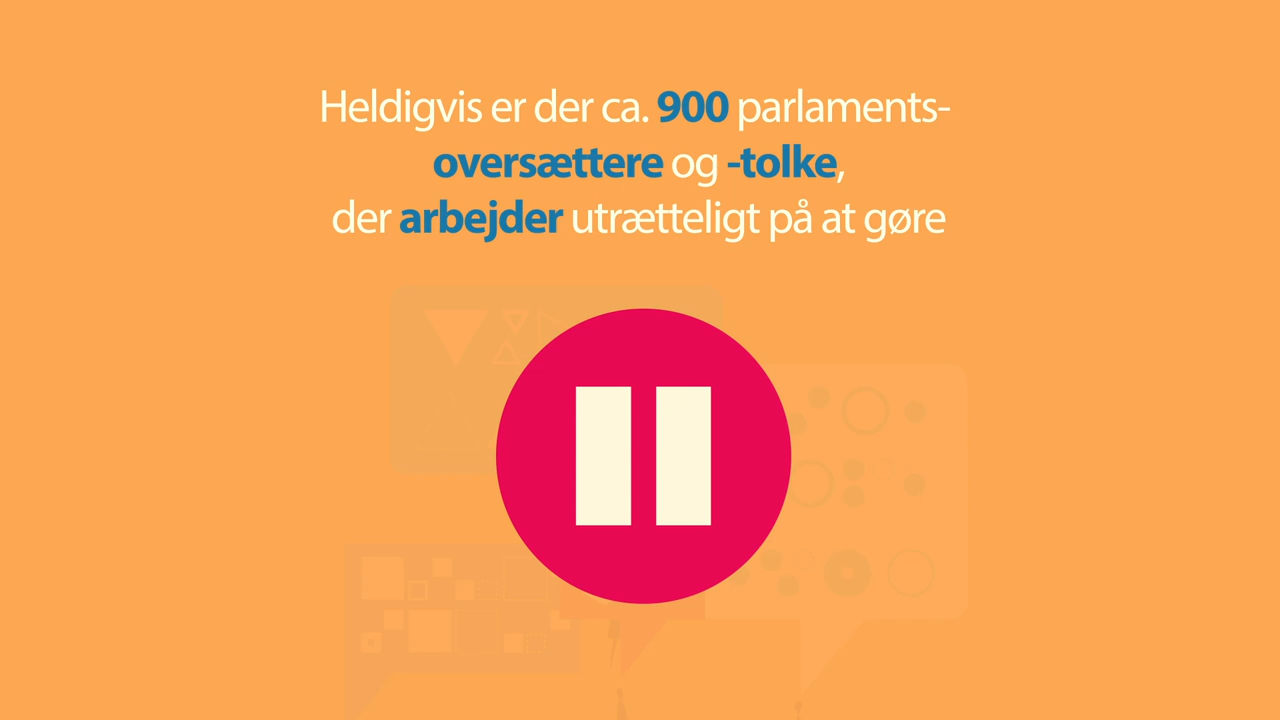 Heldigvis er der ca. 900 parlaments-
oversættere og -tolke,
der arbejder utrætteligt på at gøre